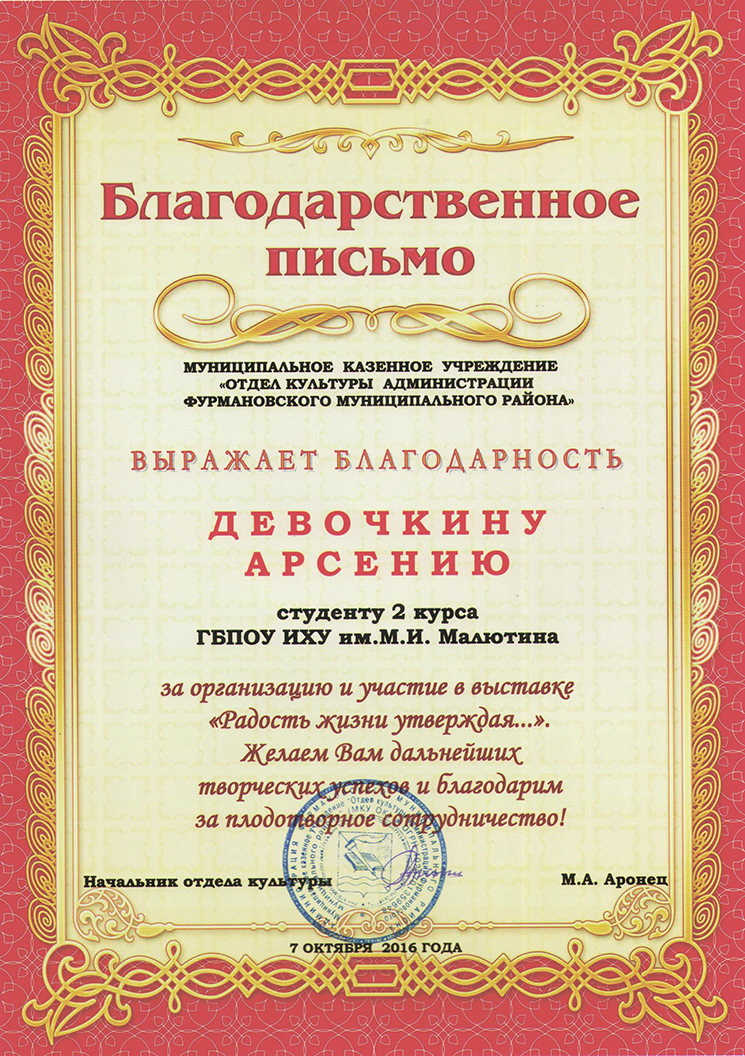 Благодарственное
письмо
МУНИЦИПАЛЬНОЕ КАЗЕННОЕ УЧРЕЖДЕНИЕ
«ОТДЕЛ КУЛЬТУРЫ АДМИНИСТРАЦИИ
ФУРМАНОВСКОГО МУНИЦИПАЛЬНОГО РАЙОНА»
ВЫРАЖАЕТ БЛАГОДАРНОСТЬ
ДЕВОЧКИНУ
АРСЕНИЮ
студенту 2 курса
ГБПОУ ИХУ им.М.И. Малютина
за организацию и участие в выставке
«Радость жизни утверждая...».
Желаем Вам дальнейших
творческих успехов и благодарим
за плодотворное сотрудничество!
Начальник отдела культуры
М.А. Аронец
7 ОКТЯБРЯ 2016 ГОДА